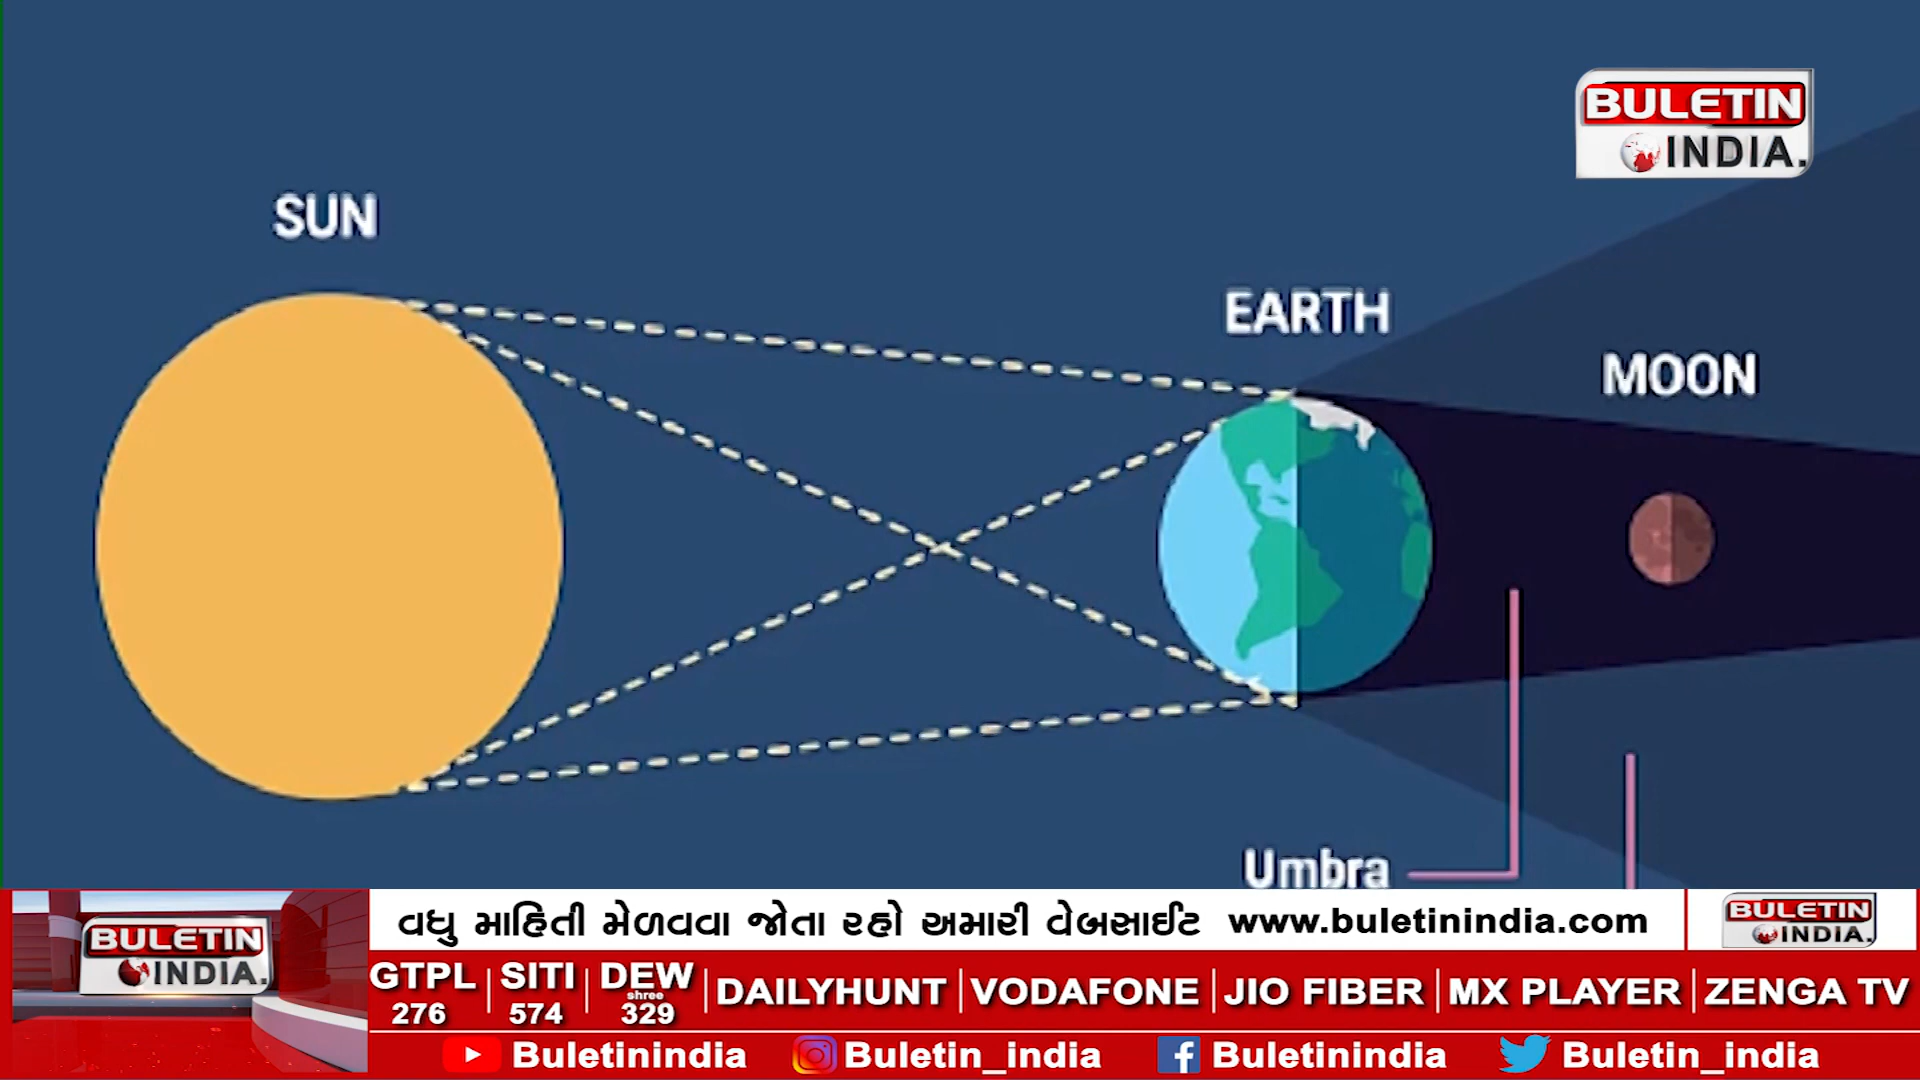 BULETIN
INDIA.
SUN
EARTH
MOON
Umbra
BULETIN
INDIA.
વધુ માહિતી મેળવવા જોતા રહો અમારી વેબસાઈટ www.buletinindia.com
BULETIN
INDIA.
GTPL 276 | SITI 574 | DEW shree 329 | DAILYHUNT | VODAFONE | JIO FIBER | MX PLAYER | ZENGA TV
Buletinindia Buletin_india Buletinindia Buletin_india